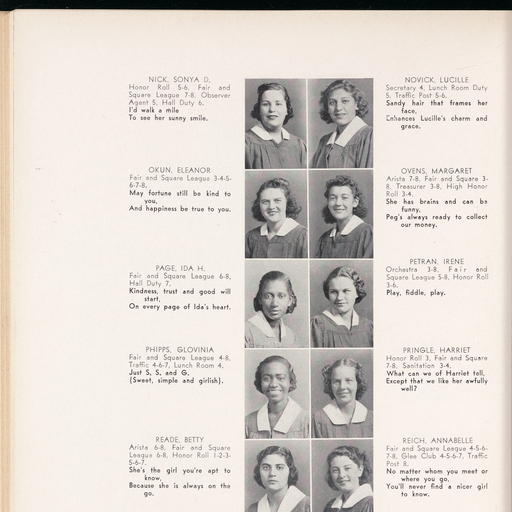 NICK, SONYA D.
Honor Roll 5-6, Fair and
Square League 7-8, Observer
Agent 5, Hall Duty 6.
I'd walk a mile
To see her sunny smile.
NOVICK, LUCILLE
Secretary 4, Lunch Room Duty
5, Traffic Post 5-6.
Sandy hair that frames her
face,
Enhances Lucille's charm and
grace.
OKUN, ELEANOR
Fair and Square League 3-4-5-
6-7-8.
May fortune still be kind to
you,
And happiness be true to you.
OVENS, MARGARET
Arista 7-8, Fair and Square 3-
8, Treasurer 3-8, High Honor
Roll 3-4.
She has brains and can be
funny,
Peg's always ready to collect
our money.
PAGE, IDA H.
Fair and Square League 6-8,
Hall Duty 7.
Kindness, trust and good will
start,
On every page of Ida's heart.
PETRAN, IRENE
Orchestra 3-8, Fair and
Square League 5-8, Honor Roll
3-6.
Play, fiddle, play.
PHIPPS, GLOVINIA
Fair and Square League 4-8,
Traffic 4-6-7, Lunch Room 4.
Just S, S, and G,
(Sweet, simple and girlish).
PRINGLE, HARRIET
Honor Roll 3, Fair and Square
7-8, Sanitation 3-4.
What can we of Harriet tell,
Except that we like her awfully
well?
READE, BETTY
Arista 6-8, Fair and Square
League 6-8, Honor Roll 1-2-3-
5-6-7.
She's the girl you're apt to
know,
Because she is always on the
go.
REICH, ANNABELLE
Fair and Square League 4-5-6-
7-8, Glee Club 4-5-6-7, Traffic
Post 8.
No matter whom you meet or
where you go,
You'll never find a nicer girl
to know.